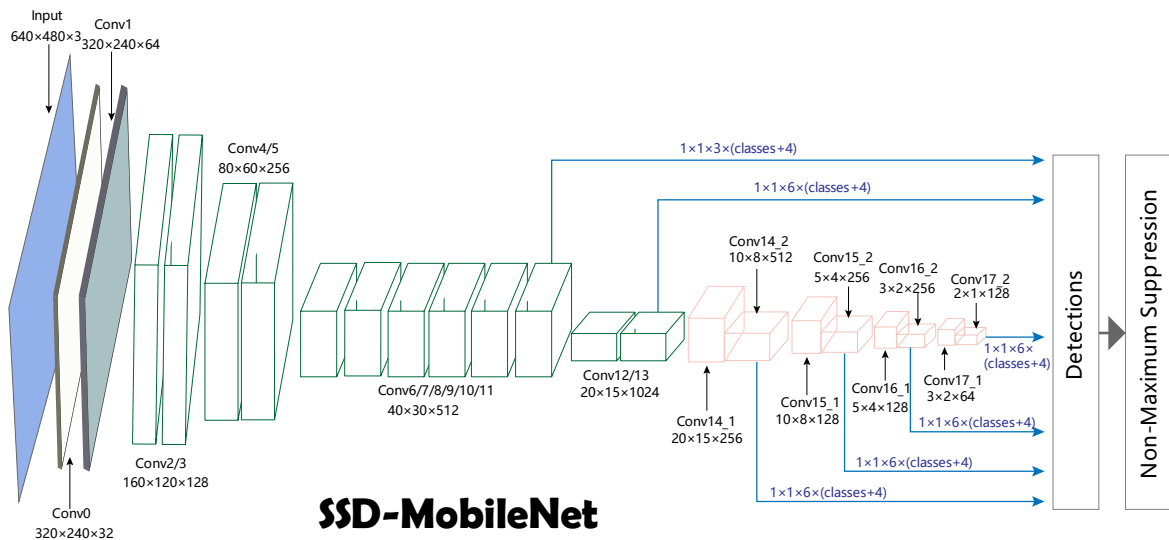 Input
640×480×3
Conv1
320×240×64
Conv4/5
80×60×256
1×1×3×(classes+4)
1×1×6×(classes+4)
Conv14_2
10×8×512
Conv15_2
5×4×256
Conv16_2
3×2×256
Conv17_2
2×1×128
1×1×6×
(classes+4)
Detections
Non-Maximum Suppression
Conv6/7/8/9/10/11
40×30×512
Conv12/13
20×15×1024
Conv14_1
20×15×256
Conv15_1
10×8×128
Conv16_1
5×4×128
Conv17_1
3×2×64
1×1×6×(classes+4)
1×1×6×(classes+4)
1×1×6×(classes+4)
Conv2/3
160×120×128
Conv0
320×240×32
SSD-MobileNet